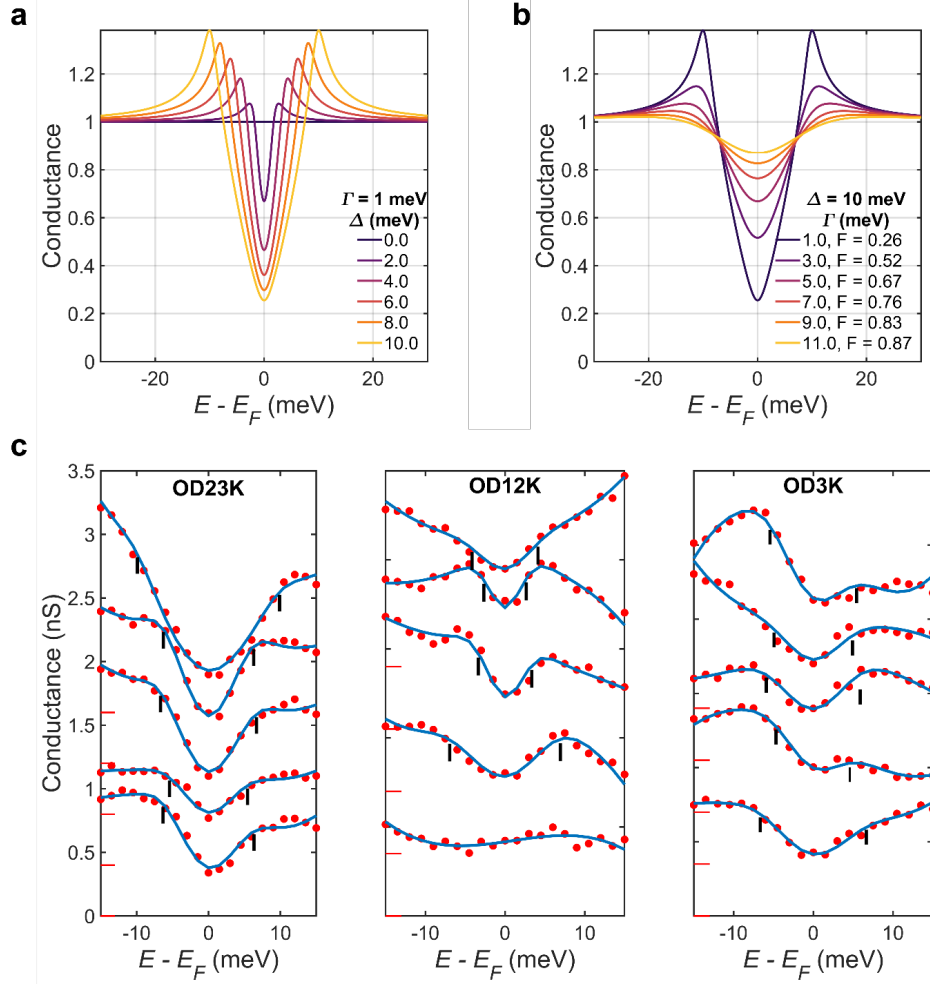 a
Conductance
1.2
1
0.8
0.6
0.4
0.2
0
-20
0
20
E - E_F (meV)
Γ = 1 meV
Δ (meV)
0.0
2.0
4.0
6.0
8.0
10.0
b
Conductance
1.2
1
0.8
0.6
0.4
0.2
0
-20
0
20
E - E_F (meV)
Δ = 10 meV
Γ (meV)
1.0, F = 0.26
3.0, F = 0.52
5.0, F = 0.67
7.0, F = 0.76
9.0, F = 0.83
11.0, F = 0.87
c
Conductance (nS)
3.5
3
2.5
2
1.5
1
0.5
0
OD23K
-10
0
10
E - E_F (meV)
OD12K
-10
0
10
E - E_F (meV)
OD3K
-10
0
10
E - E_F (meV)